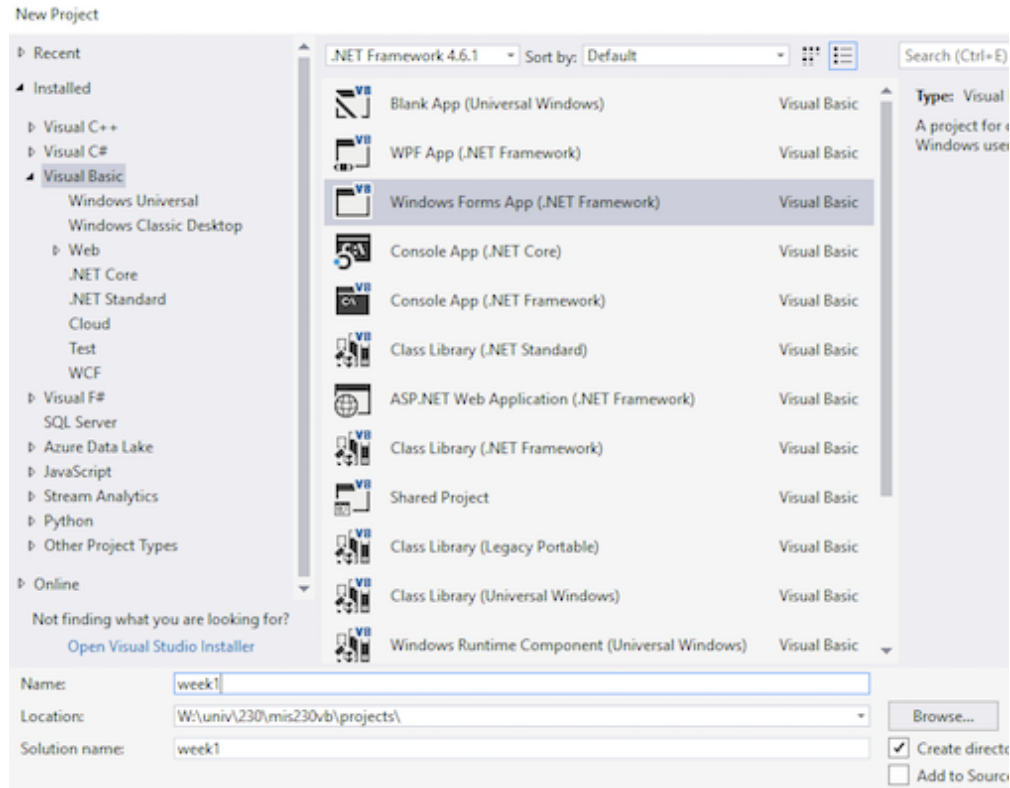 New Project
Recent
Installed
Visual C++
Visual C#
Visual Basic
Windows Universal
Windows Classic Desktop
Web
.NET Core
.NET Standard
Cloud
Test
WCF
Visual F#
SQL Server
Azure Data Lake
JavaScript
Stream Analytics
Python
Other Project Types
Online
Not finding what you are looking for?
Open Visual Studio Installer
.NET Framework 4.6.1 Sort by: Default
Blank App (Universal Windows) Visual Basic
WPF App (.NET Framework) Visual Basic
Windows Forms App (.NET Framework) Visual Basic
Console App (.NET Core) Visual Basic
Console App (.NET Framework) Visual Basic
Class Library (.NET Standard) Visual Basic
ASP.NET Web Application (.NET Framework) Visual Basic
Class Library (.NET Framework) Visual Basic
Shared Project Visual Basic
Class Library (Legacy Portable) Visual Basic
Class Library (Universal Windows) Visual Basic
Windows Runtime Component (Universal Windows) Visual Basic
Search (Ctrl+E)
Type: Visual
A project for
Windows user
Name: week1
Location: W:\univ\230\mis230vb\projects\ Browse...
Solution name: week1
Create directo
Add to Source